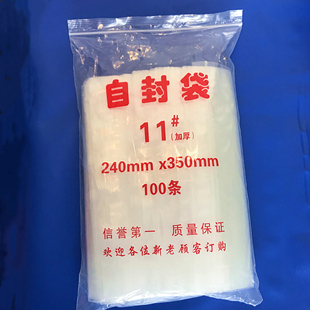 自封袋
11#
(加厚)
240mm x350mm
100条
信誉第一 质量保证
欢迎各位新老顾客订购